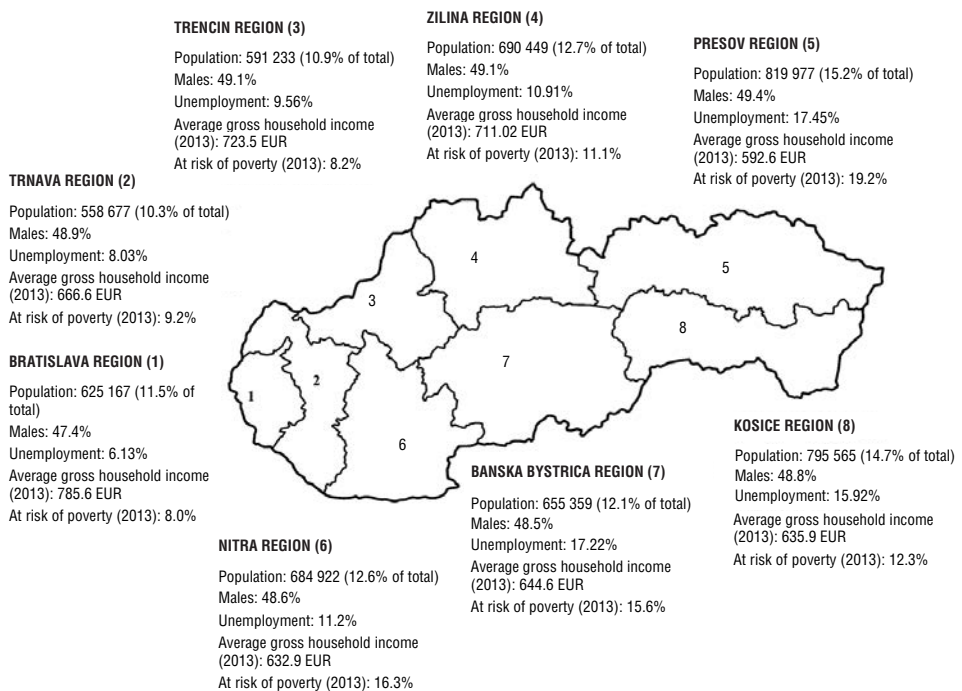 TRENCIN REGION (3)
Population: 591 233 (10.9% of total)
Males: 49.1%
Unemployment: 9.56%
Average gross household income
(2013): 723.5 EUR
At risk of poverty (2013): 8.2%
ZILINA REGION (4)
Population: 690 449 (12.7% of total)
Males: 49.1%
Unemployment: 10.91%
Average gross household income
(2013): 711.02 EUR
At risk of poverty (2013): 11.1%
PRESOV REGION (5)
Population: 819 977 (15.2% of total)
Males: 49.4%
Unemployment: 17.45%
Average gross household income
(2013): 592.6 EUR
At risk of poverty (2013): 19.2%
TRNAVA REGION (2)
Population: 558 677 (10.3% of total)
Males: 48.9%
Unemployment: 8.03%
Average gross household income
(2013): 666.6 EUR
At risk of poverty (2013): 9.2%
BRATISLAVA REGION (1)
Population: 625 167 (11.5% of
total)
Males: 47.4%
Unemployment: 6.13%
Average gross household income
(2013): 785.6 EUR
At risk of poverty (2013): 8.0%
4
5
3
8
7
2
1
6
NITRA REGION (6)
Population: 684 922 (12.6% of total)
Males: 48.6%
Unemployment: 11.2%
Average gross household income
(2013): 632.9 EUR
At risk of poverty (2013): 16.3%
BANSKA BYSTRICA REGION (7)
Population: 655 359 (12.1% of total)
Males: 48.5%
Unemployment: 17.22%
Average gross household income
(2013): 644.6 EUR
At risk of poverty (2013): 15.6%
KOSICE REGION (8)
Population: 795 565 (14.7% of total)
Males: 48.8%
Unemployment: 15.92%
Average gross household income
(2013): 635.9 EUR
At risk of poverty (2013): 12.3%